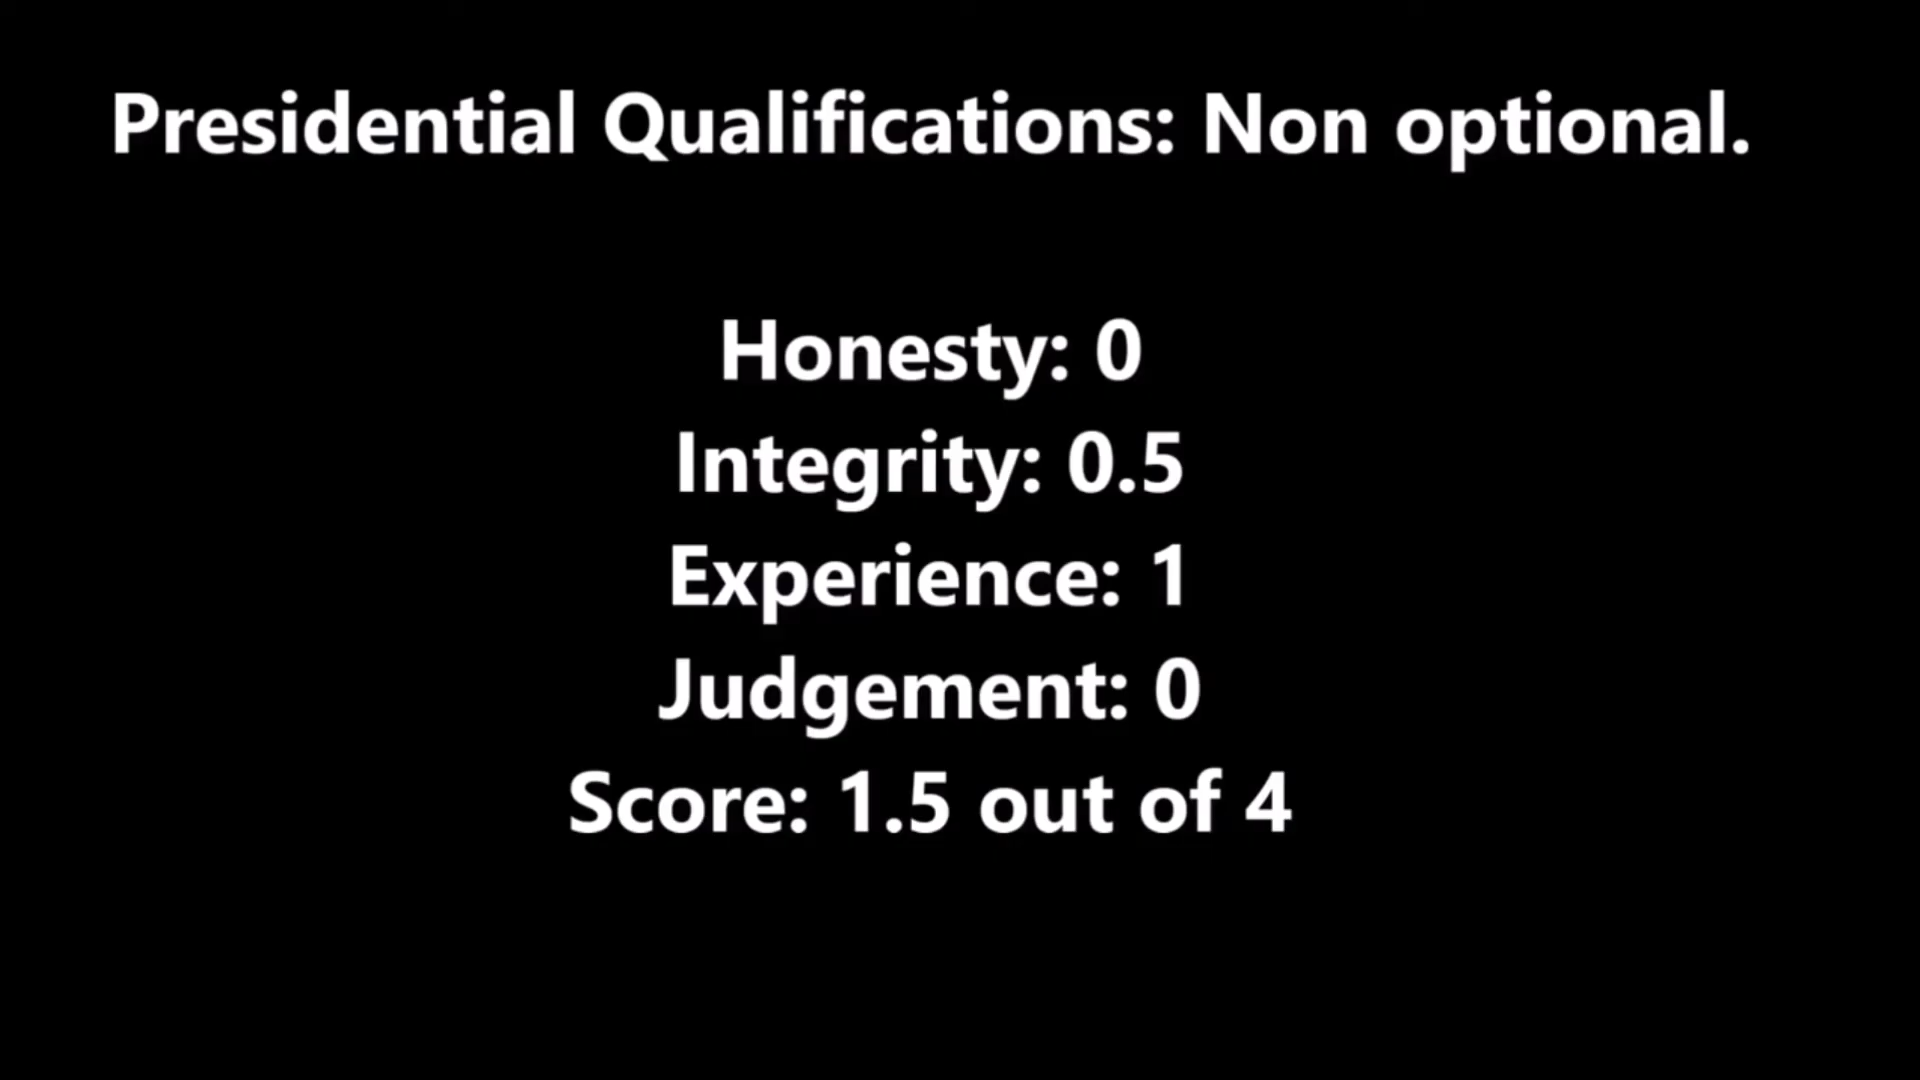 Presidential Qualifications: Non optional.
Honesty: 0
Integrity: 0.5
Experience: 1
Judgement: 0
Score: 1.5 out of 4